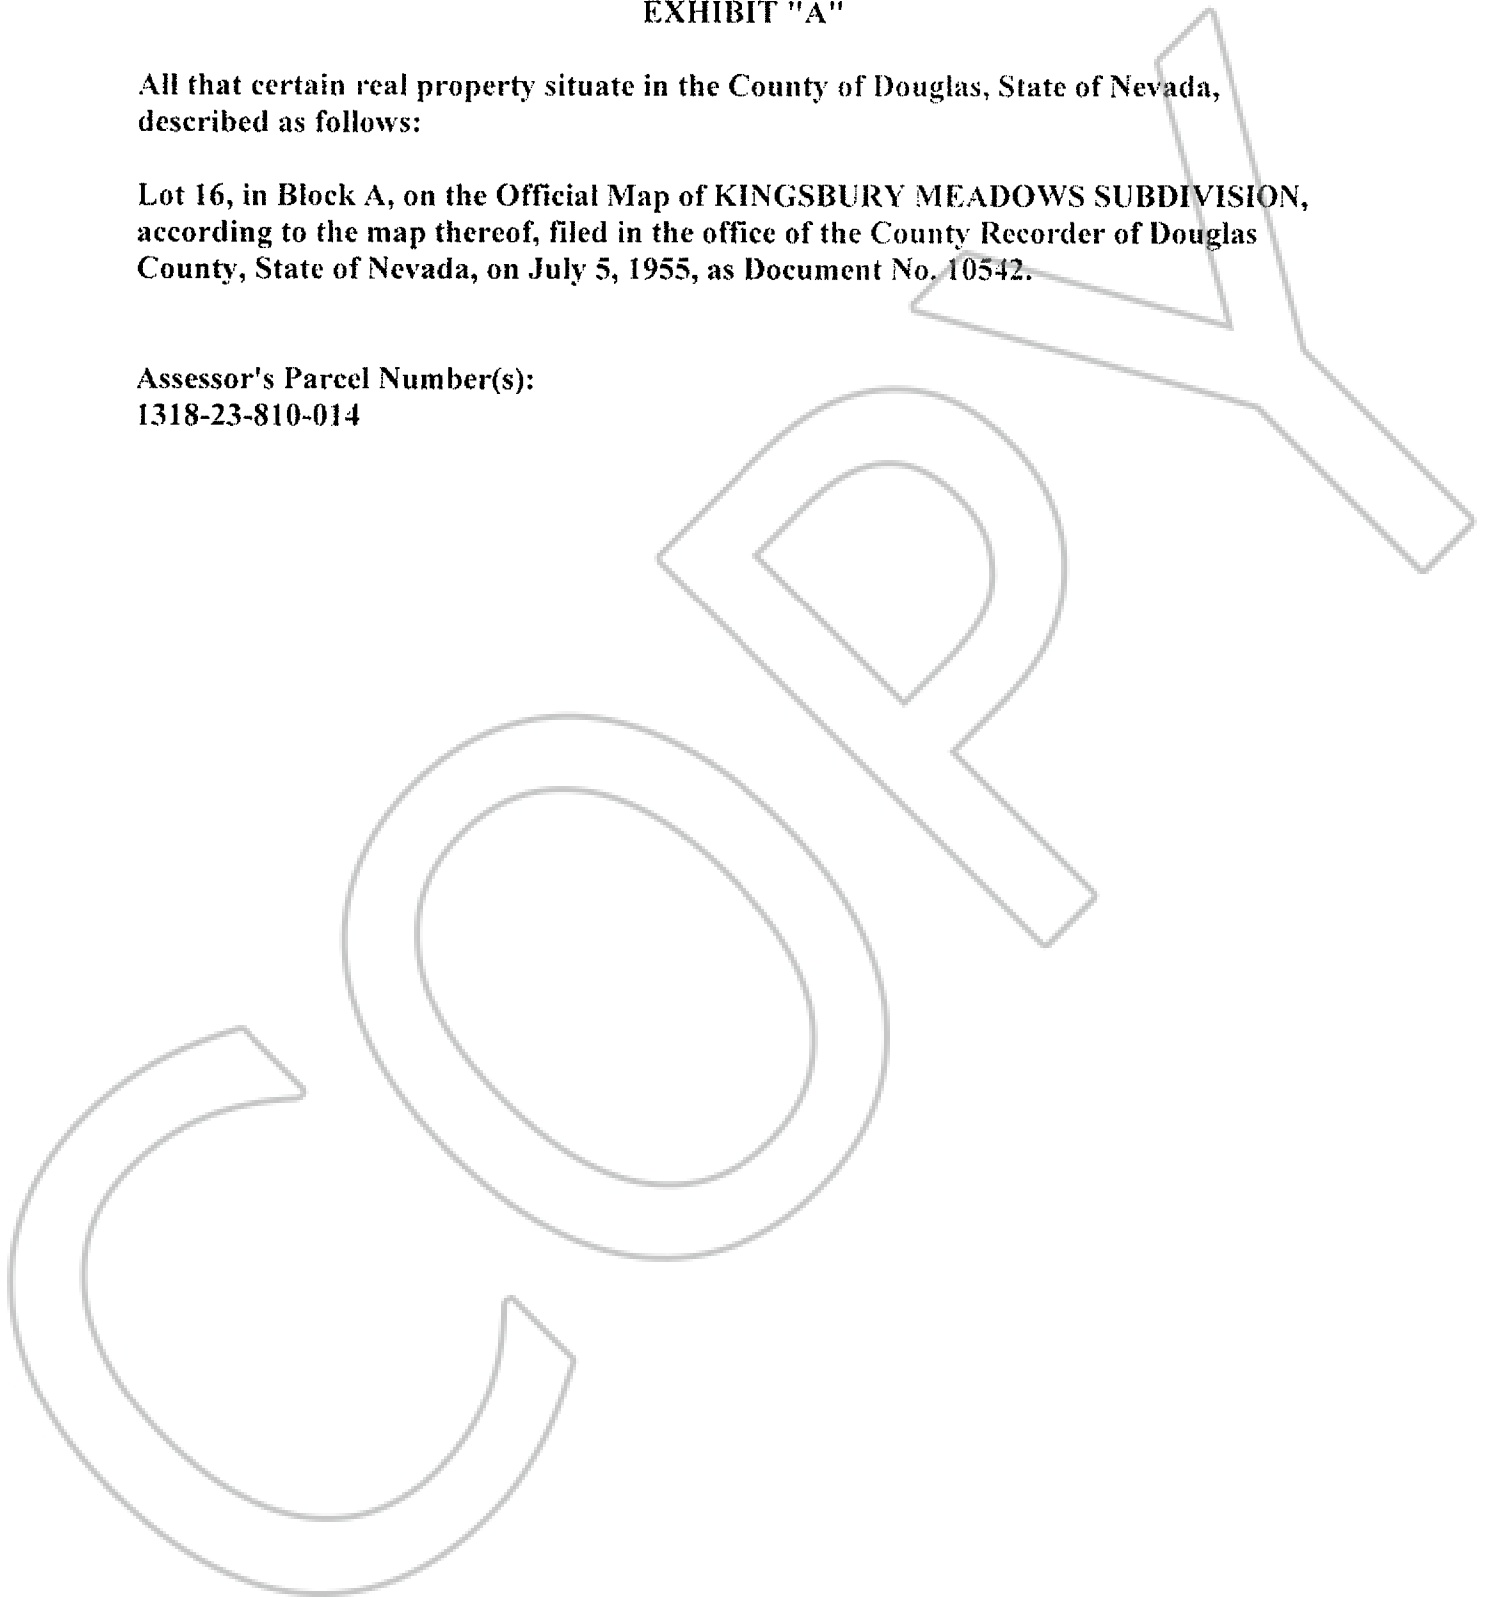 EXHIBIT "A"
All that certain real property situate in the County of Douglas, State of Nevada,
described as follows:
Lot 16, in Block A, on the Official Map of KINGSBURY MEADOWS SUBDIVISION,
according to the map thereof, filed in the office of the County Recorder of Douglas
County, State of Nevada, on July 5, 1955, as Document No. 10542.
Assessor's Parcel Number(s):
1318-23-810-014
COPY